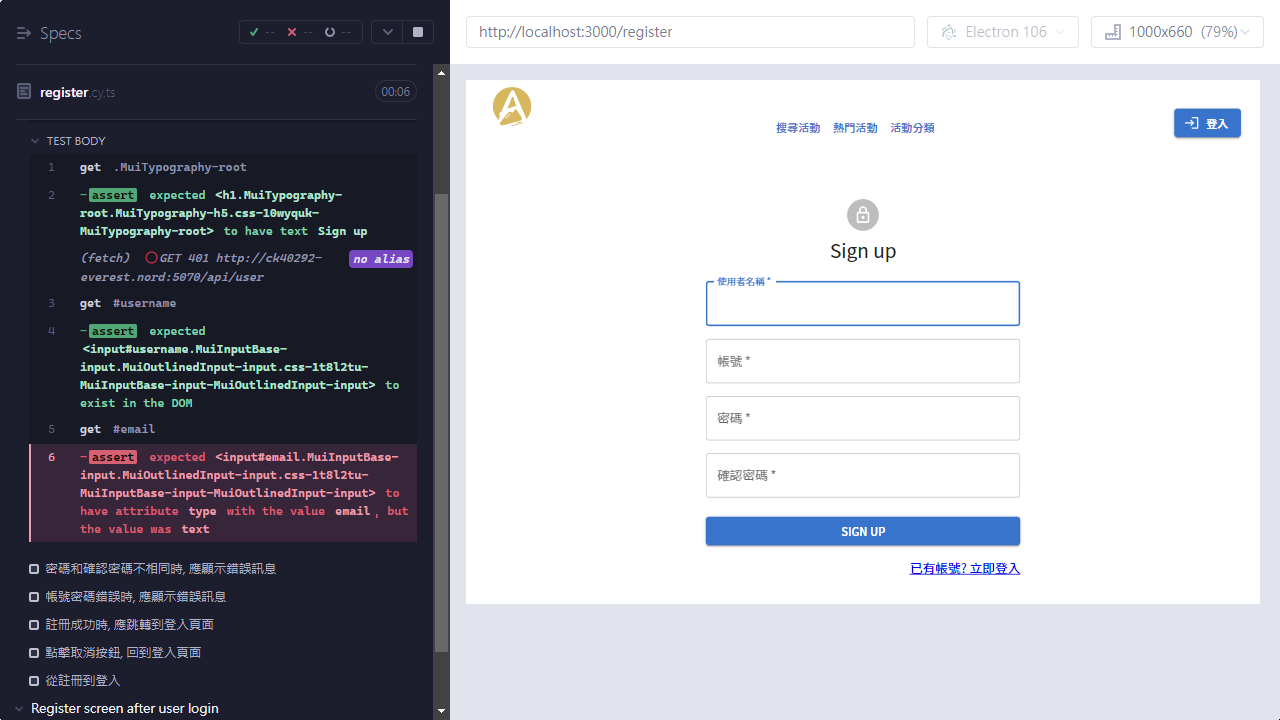 Specs
-- -- --
register.cy.ts
00:06
TEST BODY
1 get .MuiTypography-root
2 -assert expected <h1.MuiTypography-
root.MuiTypography-h5.css-10wyquk-
MuiTypography-root> to have text Sign up
(fetch) GET 401 http://ck40292-
everest.nord:5070/api/user
no alias
3 get #username
4 -assert expected
<input#username.MuiInputBase-
input.MuiOutlinedInput-input.css-1t8l2tu-
MuiInputBase-input-MuiOutlinedInput-input> to
exist in the DOM
5 get #email
6 -assert expected <input#email.MuiInputBase-
input.MuiOutlinedInput-input.css-1t8l2tu-
MuiInputBase-input-MuiOutlinedInput-input> to
have attribute type with the value email, but
the value was text
密碼和確認密碼不相同時, 應顯示錯誤訊息
帳號密碼錯誤時, 應顯示錯誤訊息
註冊成功時, 應跳轉到登入頁面
點擊取消按鈕, 回到登入頁面
從註冊到登入
Register screen after user login
http://localhost:3000/register
Electron 106
1000x660 (79%)
搜尋活動 熱門活動 活動分類
登入
Sign up
使用者名稱 *
帳號 *
密碼 *
確認密碼 *
SIGN UP
已有帳號? 立即登入